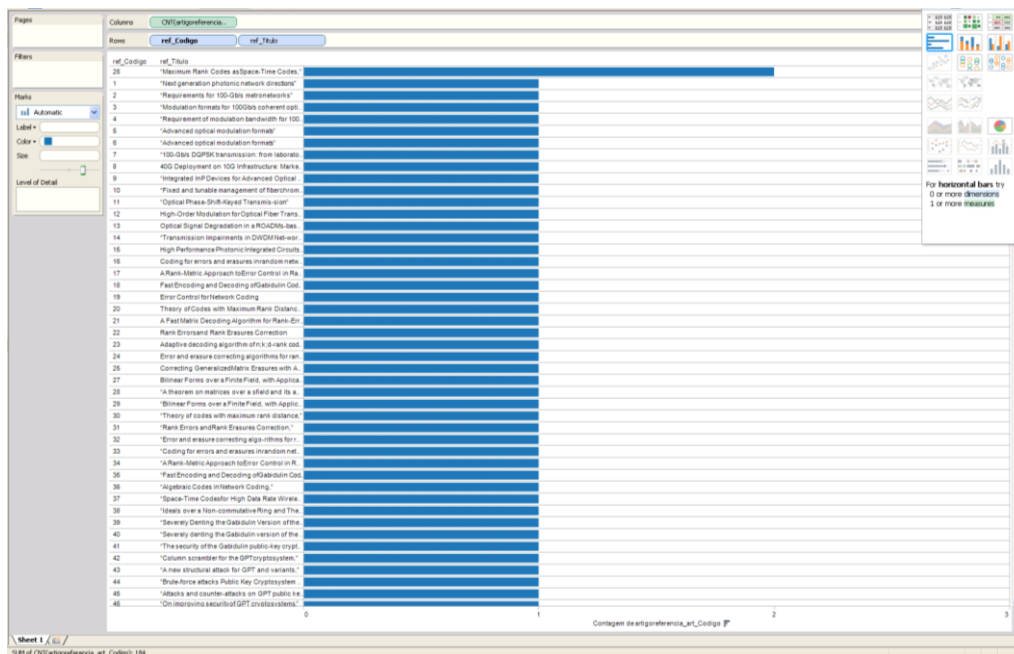 Pages
Columns CNT(artigoreferencia...
Rows ref_Codigo ref_Titulo
Filters
ref_Codigo ref_Titulo
26 "Maximum Rank Codes asSpace-Time Codes,"
1 "Next generation photonic network directions"
2 "Requirements for 100-Gb/s metronetworks"
3 "Modulation formats for 100Gb/s coherent opti..
4 "Requirement of modulation bandwidth for 100..
5 "Advanced optical modulation formats"
6 "Advanced optical modulation formats"
7 "100-Gb/s DQPSK transmission: from laborato..
8 40G Deployment on 10G Infrastructure: Marke..
9 "Integrated InP Devices for Advanced Optical ..
10 "Fixed and tunable management of fiberchrom..
11 "Optical Phase-Shift-Keyed Transmis-sion"
12 High-Order Modulation for Optical Fiber Trans..
13 Optical Signal Degradation in a ROADMs-bas..
14 "Transmission Impairments in DWDM Net-wor..
15 High Performance Photonic Integrated Circuits..
16 Coding for errors and erasures inrandom netw..
17 A Rank-Metric Approach toError Control in Ra..
18 Fast Encoding and Decoding ofGabidulin Cod..
19 Error Control forNetwork Coding
20 Theory of Codes with Maximum Rank Distanc..
21 A Fast Matrix Decoding Algorithm for Rank-Err..
22 Rank Errorsand Rank Erasures Correction
23 Adaptive decoding algorithm of n;k;d-rank cod..
24 Error and erasure correcting algorithms for ran..
25 Correcting GeneralizedMatrix Erasures with A..
27 Bilinear Forms over a Finite Field, with Applica..
28 "A theorem on matrices over a sfield and its a..
29 "Bilinear Forms over a Finite Field, with Applic..
30 "Theory of codes with maximum rank distance,"
31 "Rank Errors andRank Erasures Correction,"
32 "Error and erasure correcting algo-rithms for r..
33 "Coding for errors and erasures inrandom net..
34 "A Rank-Metric Approach toError Control in R..
35 "Fast Encoding and Decoding ofGabidulin Cod..
36 "Algebraic Codes in Network Coding,"
37 "Space-Time Codesfor High Data Rate Wirele..
38 "Ideals over a Non-commutative Ring and The..
39 "Severely Denting the Gabidulin Version of the..
40 "Severely denting the Gabidulin version of the..
41 "The security of the Gabidulin public-key crypt..
42 "Column scrambler for the GPTcryptosystem,"
43 "A new structural attack for GPT and variants,"
44 "Brute-force attacks Public Key Cryptosystem ..
45 "Attacks and counter-attacks on GPT public ke..
46 "On improving securityof GPT cryptosystems,"
0 1 2 3
Contagem de artigoreferencia_art_Codigo
Marks
Automatic
Label
Color
Size
Level of Detail
For horizontal bars try
0 or more dimensions
1 or more measures
Sheet 1
SUM of CNT(artigoreferencia_art_Codigo): 184